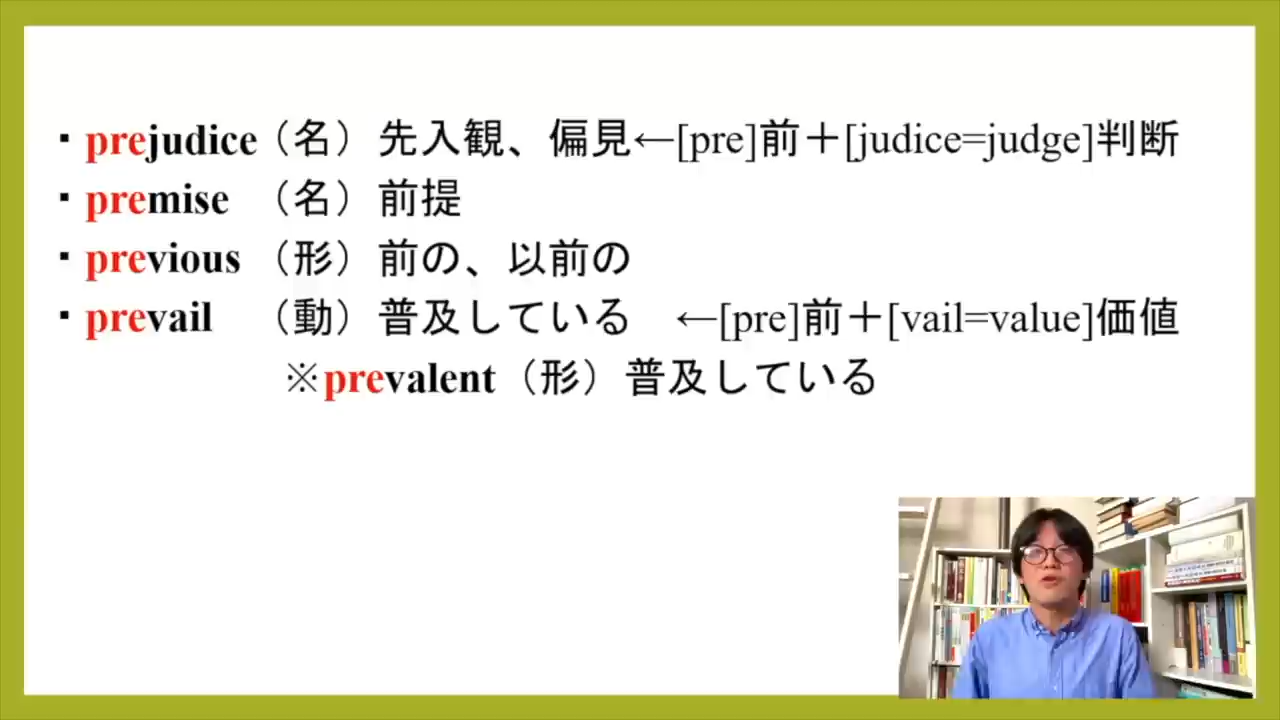 ・prejudice（名）先入観、偏見←[pre]前＋[judice=judge]判断
・premise （名）前提
・previous （形）前の、以前の
・prevail （動）普及している ←[pre]前＋[vail=value]価値
※prevalent（形）普及している